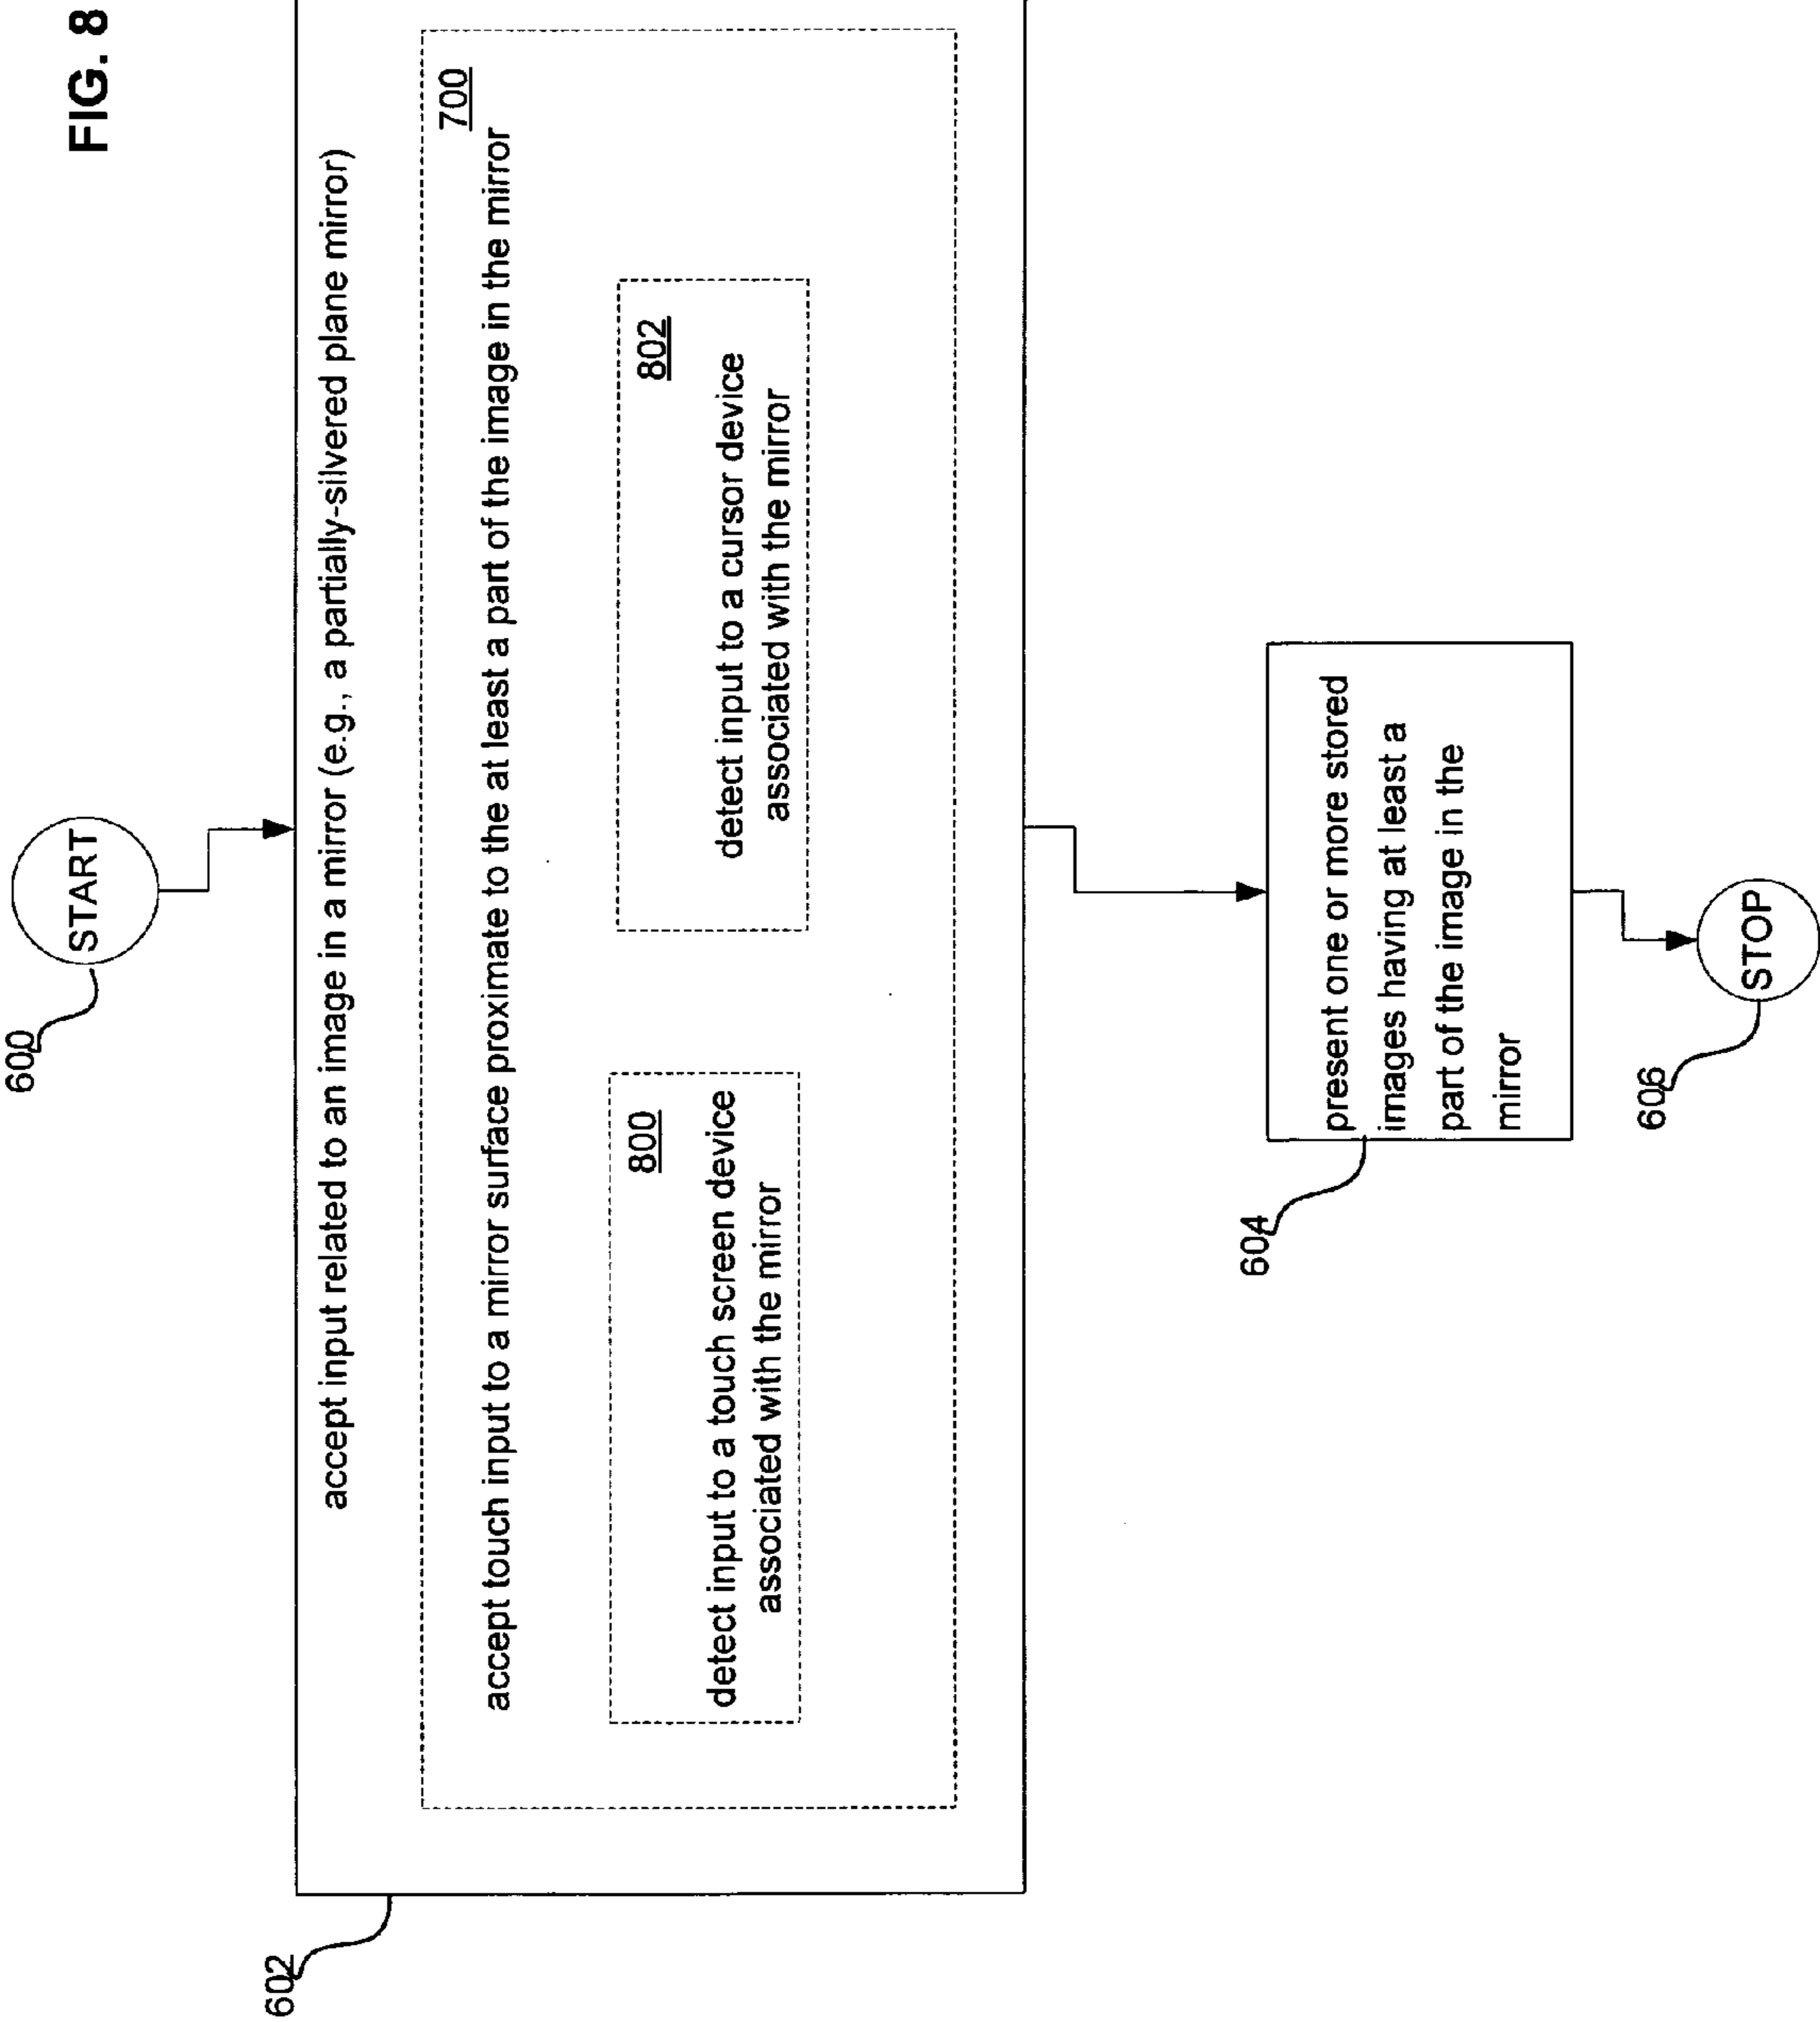 FIG. 8
600
START
602
accept input related to an image in a mirror (e.g., a partially-silvered plane mirror)
700
accept touch input to a mirror surface proximate to the at least a part of the image in the mirror
800
detect input to a touch screen device
associated with the mirror
802
detect input to a cursor device
associated with the mirror
604
present one or more stored
images having at least a
part of the image in the
mirror
606
STOP